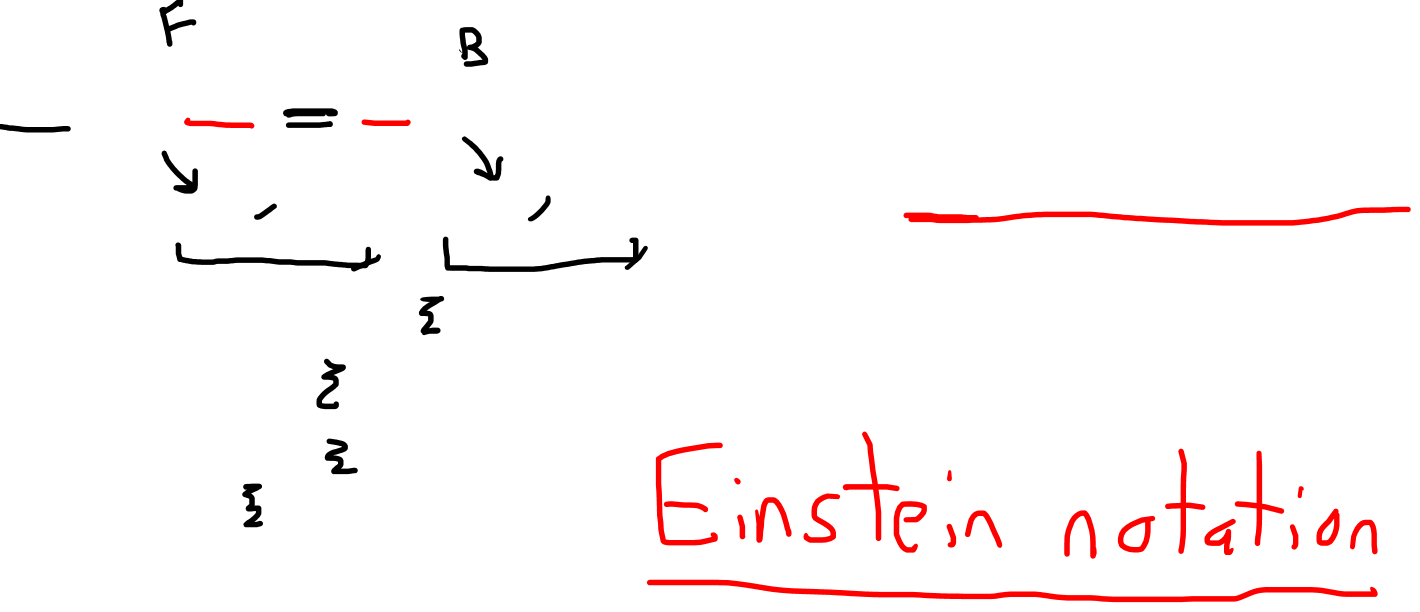 F
B
=
Σ
Σ
Σ
Σ
Einstein notation